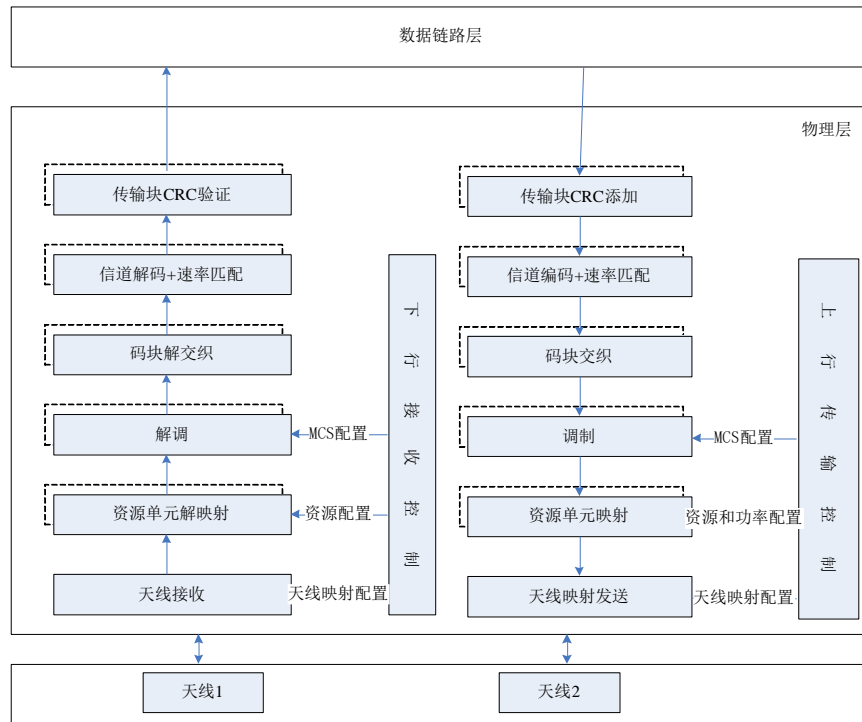 数据链路层
物理层
传输块CRC验证
信道解码+速率匹配
码块解交织
解调
资源单元解映射
天线接收
MCS配置
资源配置
天线映射配置
下行接收控制
传输块CRC添加
信道编码+速率匹配
码块交织
调制
资源单元映射
天线映射发送
MCS配置
资源和功率配置
天线映射配置
上行传输控制
天线1
天线2